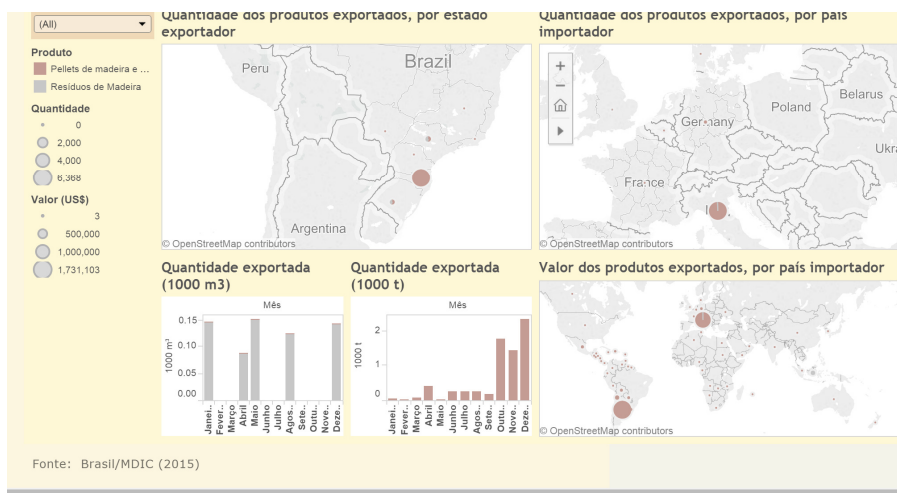 (All)
Produto
Pellets de madeira e ...
Resíduos de Madeira
Quantidade
0
2,000
4,000
6,368
Valor (US$)
3
500,000
1,000,000
1,731,103
Quantidade dos produtos exportados, por estado
exportador
Peru
Brazil
Argentina
© OpenStreetMap contributors
Quantidade dos produtos exportados, por país
importador
+
−
Belarus
Poland
Germany
Ukra
France
© OpenStreetMap contributors
Quantidade exportada
(1000 m3)
Mês
1000 m³
0.15
0.10
0.05
0.00
Janei..
Fever..
Março
Abril
Maio
Junho
Julho
Agos..
Sete..
Outu..
Nove..
Deze..
Quantidade exportada
(1000 t)
Mês
1000 t
2
1
0
Janei..
Fever..
Março
Abril
Maio
Junho
Julho
Agos..
Sete..
Outu..
Nove..
Deze..
Valor dos produtos exportados, por país importador
© OpenStreetMap contributors
Fonte: Brasil/MDIC (2015)